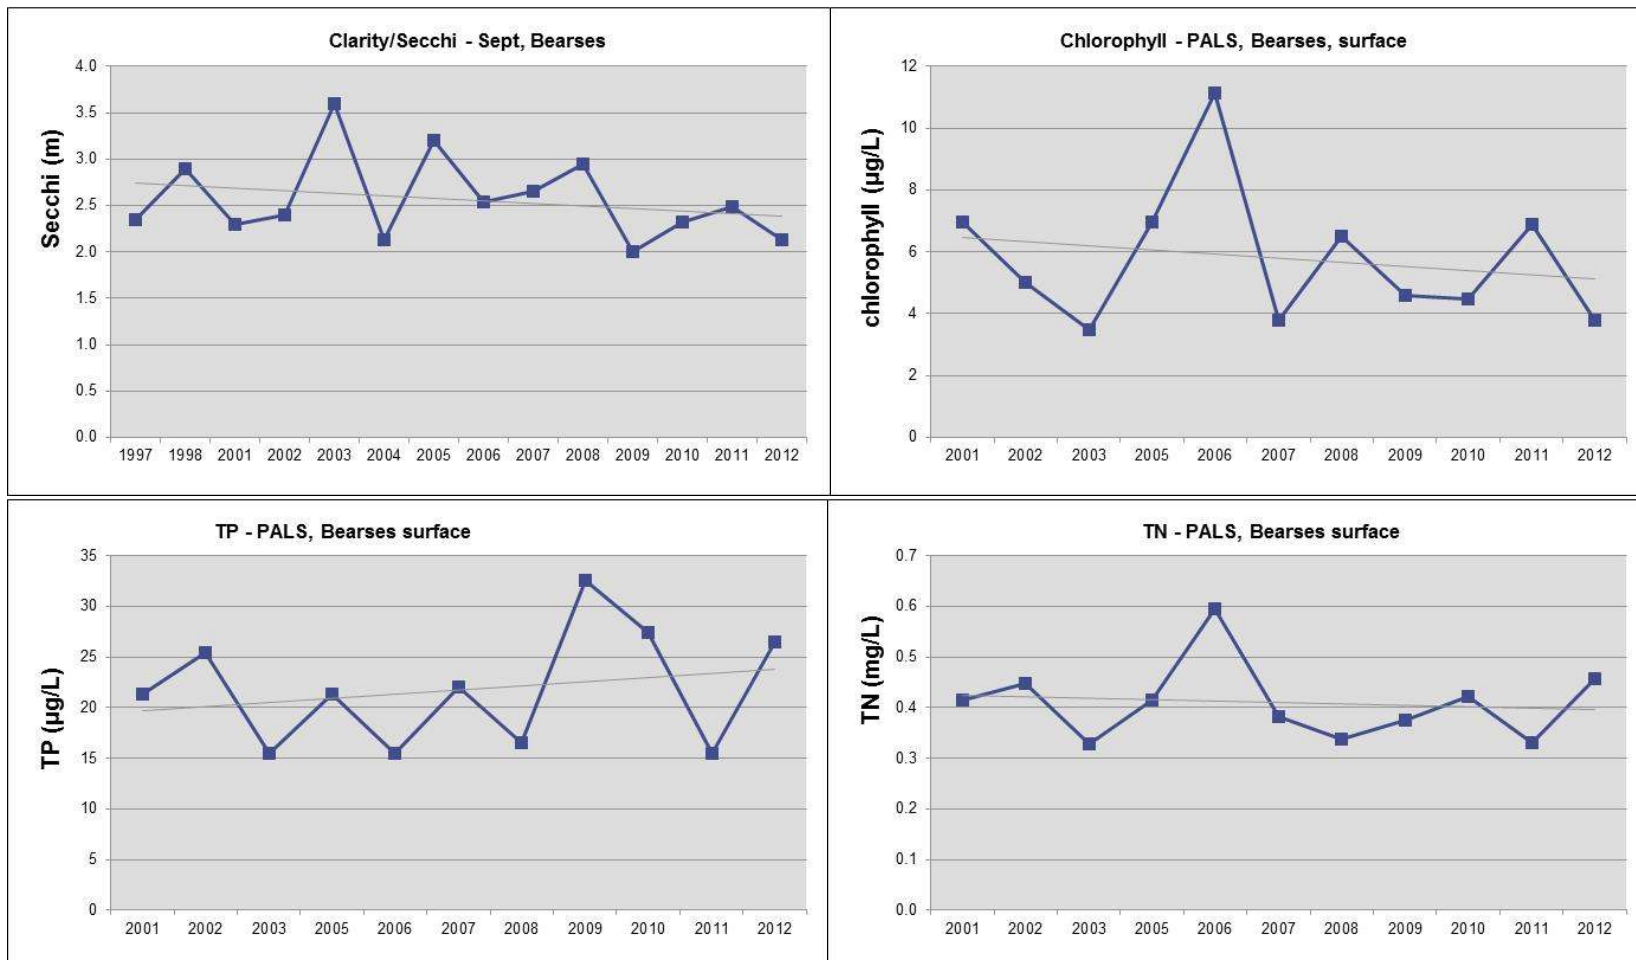 Clarity/Secchi - Sept, Bearses
Secchi (m)
4.0
3.5
3.0
2.5
2.0
1.5
1.0
0.5
0.0
1997 1998 2001 2002 2003 2004 2005 2006 2007 2008 2009 2010 2011 2012
Chlorophyll - PALS, Bearses, surface
chlorophyll (µg/L)
12
10
8
6
4
2
0
2001 2002 2003 2005 2006 2007 2008 2009 2010 2011 2012
TP - PALS, Bearses surface
TP (µg/L)
35
30
25
20
15
10
5
0
2001 2002 2003 2005 2006 2007 2008 2009 2010 2011 2012
TN - PALS, Bearses surface
TN (mg/L)
0.7
0.6
0.5
0.4
0.3
0.2
0.1
0.0
2001 2002 2003 2005 2006 2007 2008 2009 2010 2011 2012